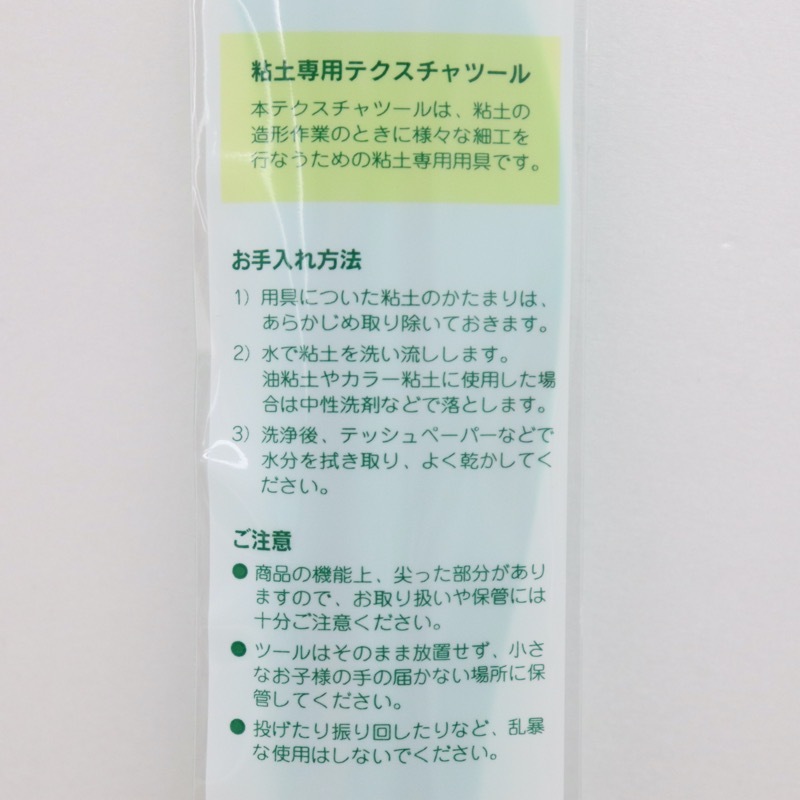 粘土専用テクスチャツール
本テクスチャツールは、粘土の
造形作業のときに様々な細工を
行なうための粘土専用用具です。
お手入れ方法
1) 用具についた粘土のかたまりは、
あらかじめ取り除いておきます。
2) 水で粘土を洗い流しします。
油粘土やカラー粘土に使用した場
合は中性洗剤などで落とします。
3) 洗浄後、テッシュペーパーなどで
水分を拭き取り、よく乾かしてく
ださい。
ご注意
● 商品の機能上、尖った部分があり
ますので、お取り扱いや保管には
十分ご注意ください。
● ツールはそのまま放置せず、小さ
なお子様の手の届かない場所に保
管してください。
● 投げたり振り回したりなど、乱暴
な使用はしないでください。